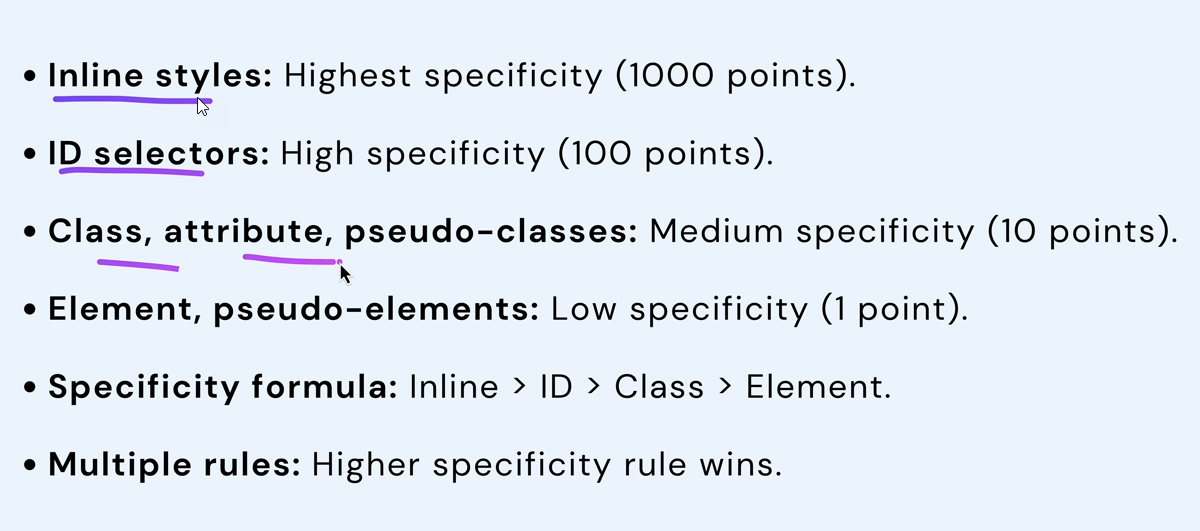 • Inline styles: Highest specificity (1000 points).
• ID selectors: High specificity (100 points).
• Class, attribute, pseudo-classes: Medium specificity (10 points).
• Element, pseudo-elements: Low specificity (1 point).
• Specificity formula: Inline > ID > Class > Element.
• Multiple rules: Higher specificity rule wins.